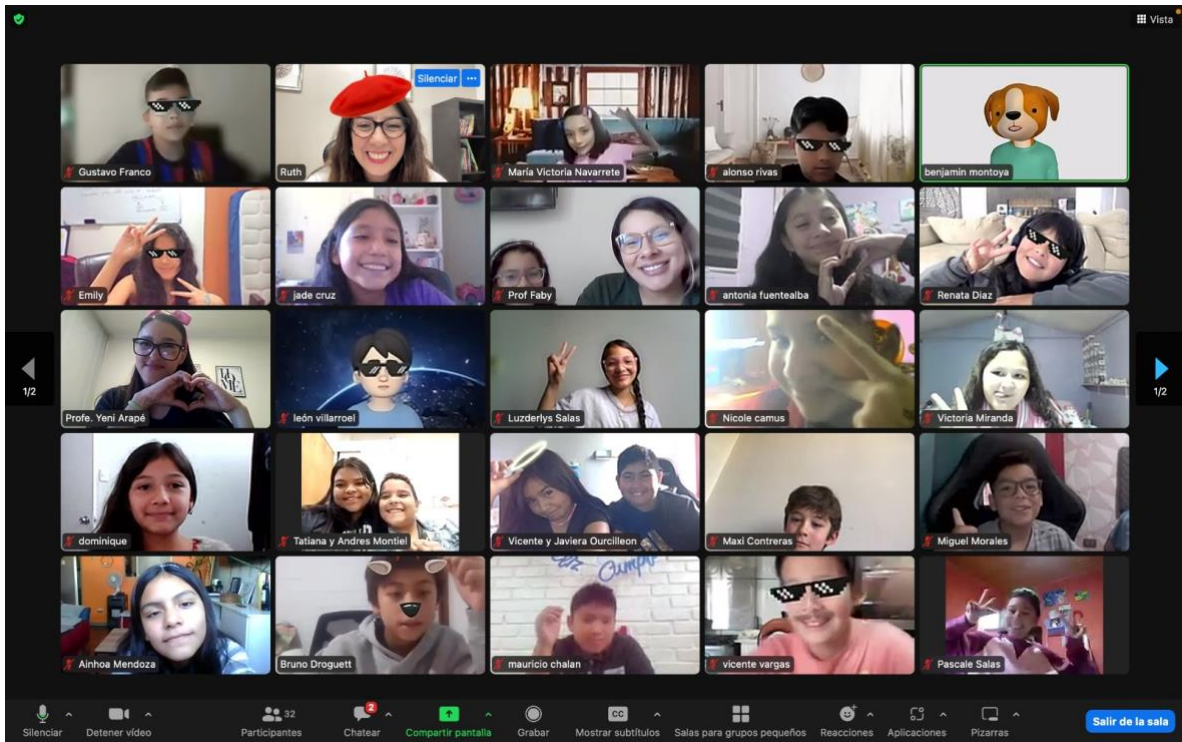 Vista
Silenciar ...
Gustavo Franco
Ruth
María Victoria Navarrete
alonso rivas
benjamin montoya
Emily
jade cruz
Prof Faby
antonia fuentealba
Renata Diaz
1/2
1/2
Profe. Yeni Arapé
león villarroel
Luzderlys Salas
Nicole camus
Victoria Miranda
dominique
Tatiana y Andres Montiel
Vicente y Javiera Ourcilleon
Maxi Contreras
Miguel Morales
Ainhoa Mendoza
Bruno Droguett
mauricio chalan
vicente vargas
Pascale Salas
32
2
CC
Silenciar
Detener vídeo
Participantes
Chatear
Compartir pantalla
Grabar
Mostrar subtítulos
Salas para grupos pequeños
Reacciones
Aplicaciones
Pizarras
Salir de la sala